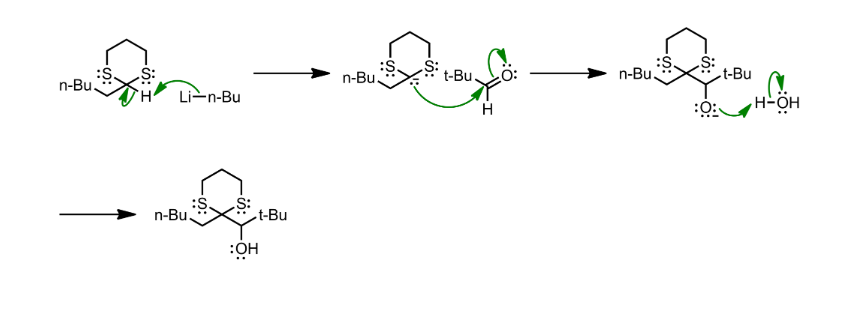 S S: n-Bu H Li n-Bu
:S S: n-Bu t-Bu O: H
:S S: n-Bu t-Bu :O: H OH
:S S: n-Bu t-Bu :OH